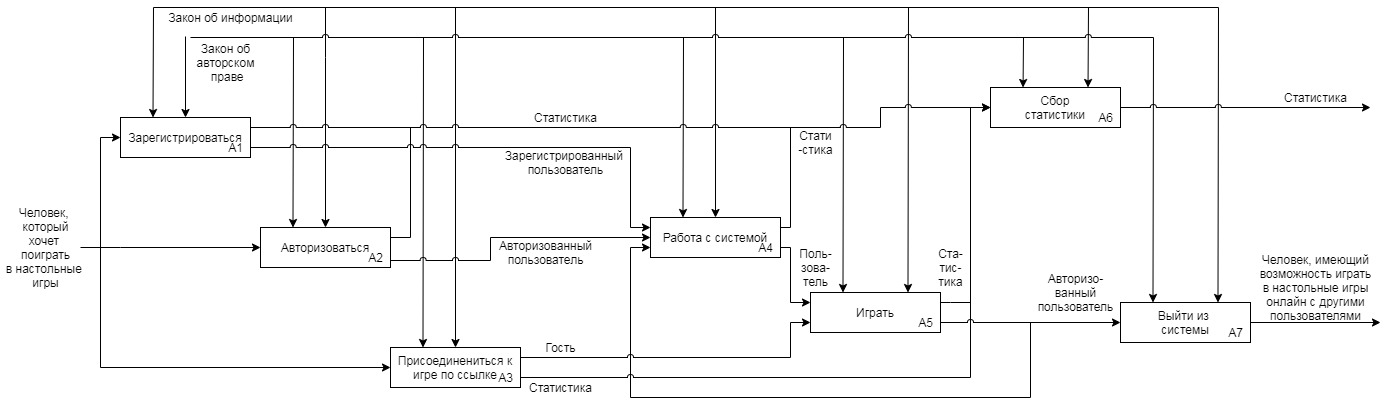 Закон об информации
Закон об
авторском
праве
Зарегистрироваться
A1
Статистика
Зарегистрированный
пользователь
Стати
-стика
Сбор
статистики
A6
Статистика
Человек,
который
хочет
поиграть
в настольные
игры
Авторизоваться
A2
Авторизованный
пользователь
Работа с системой
A4
Поль-
зова-
тель
Ста-
тис-
тика
Играть
A5
Авторизо-
ванный
пользователь
Выйти из
системы
A7
Человек, имеющий
возможность играть
в настольные игры
онлайн с другими
пользователями
Присоединениться к
игре по ссылке
A3
Гость
Статистика